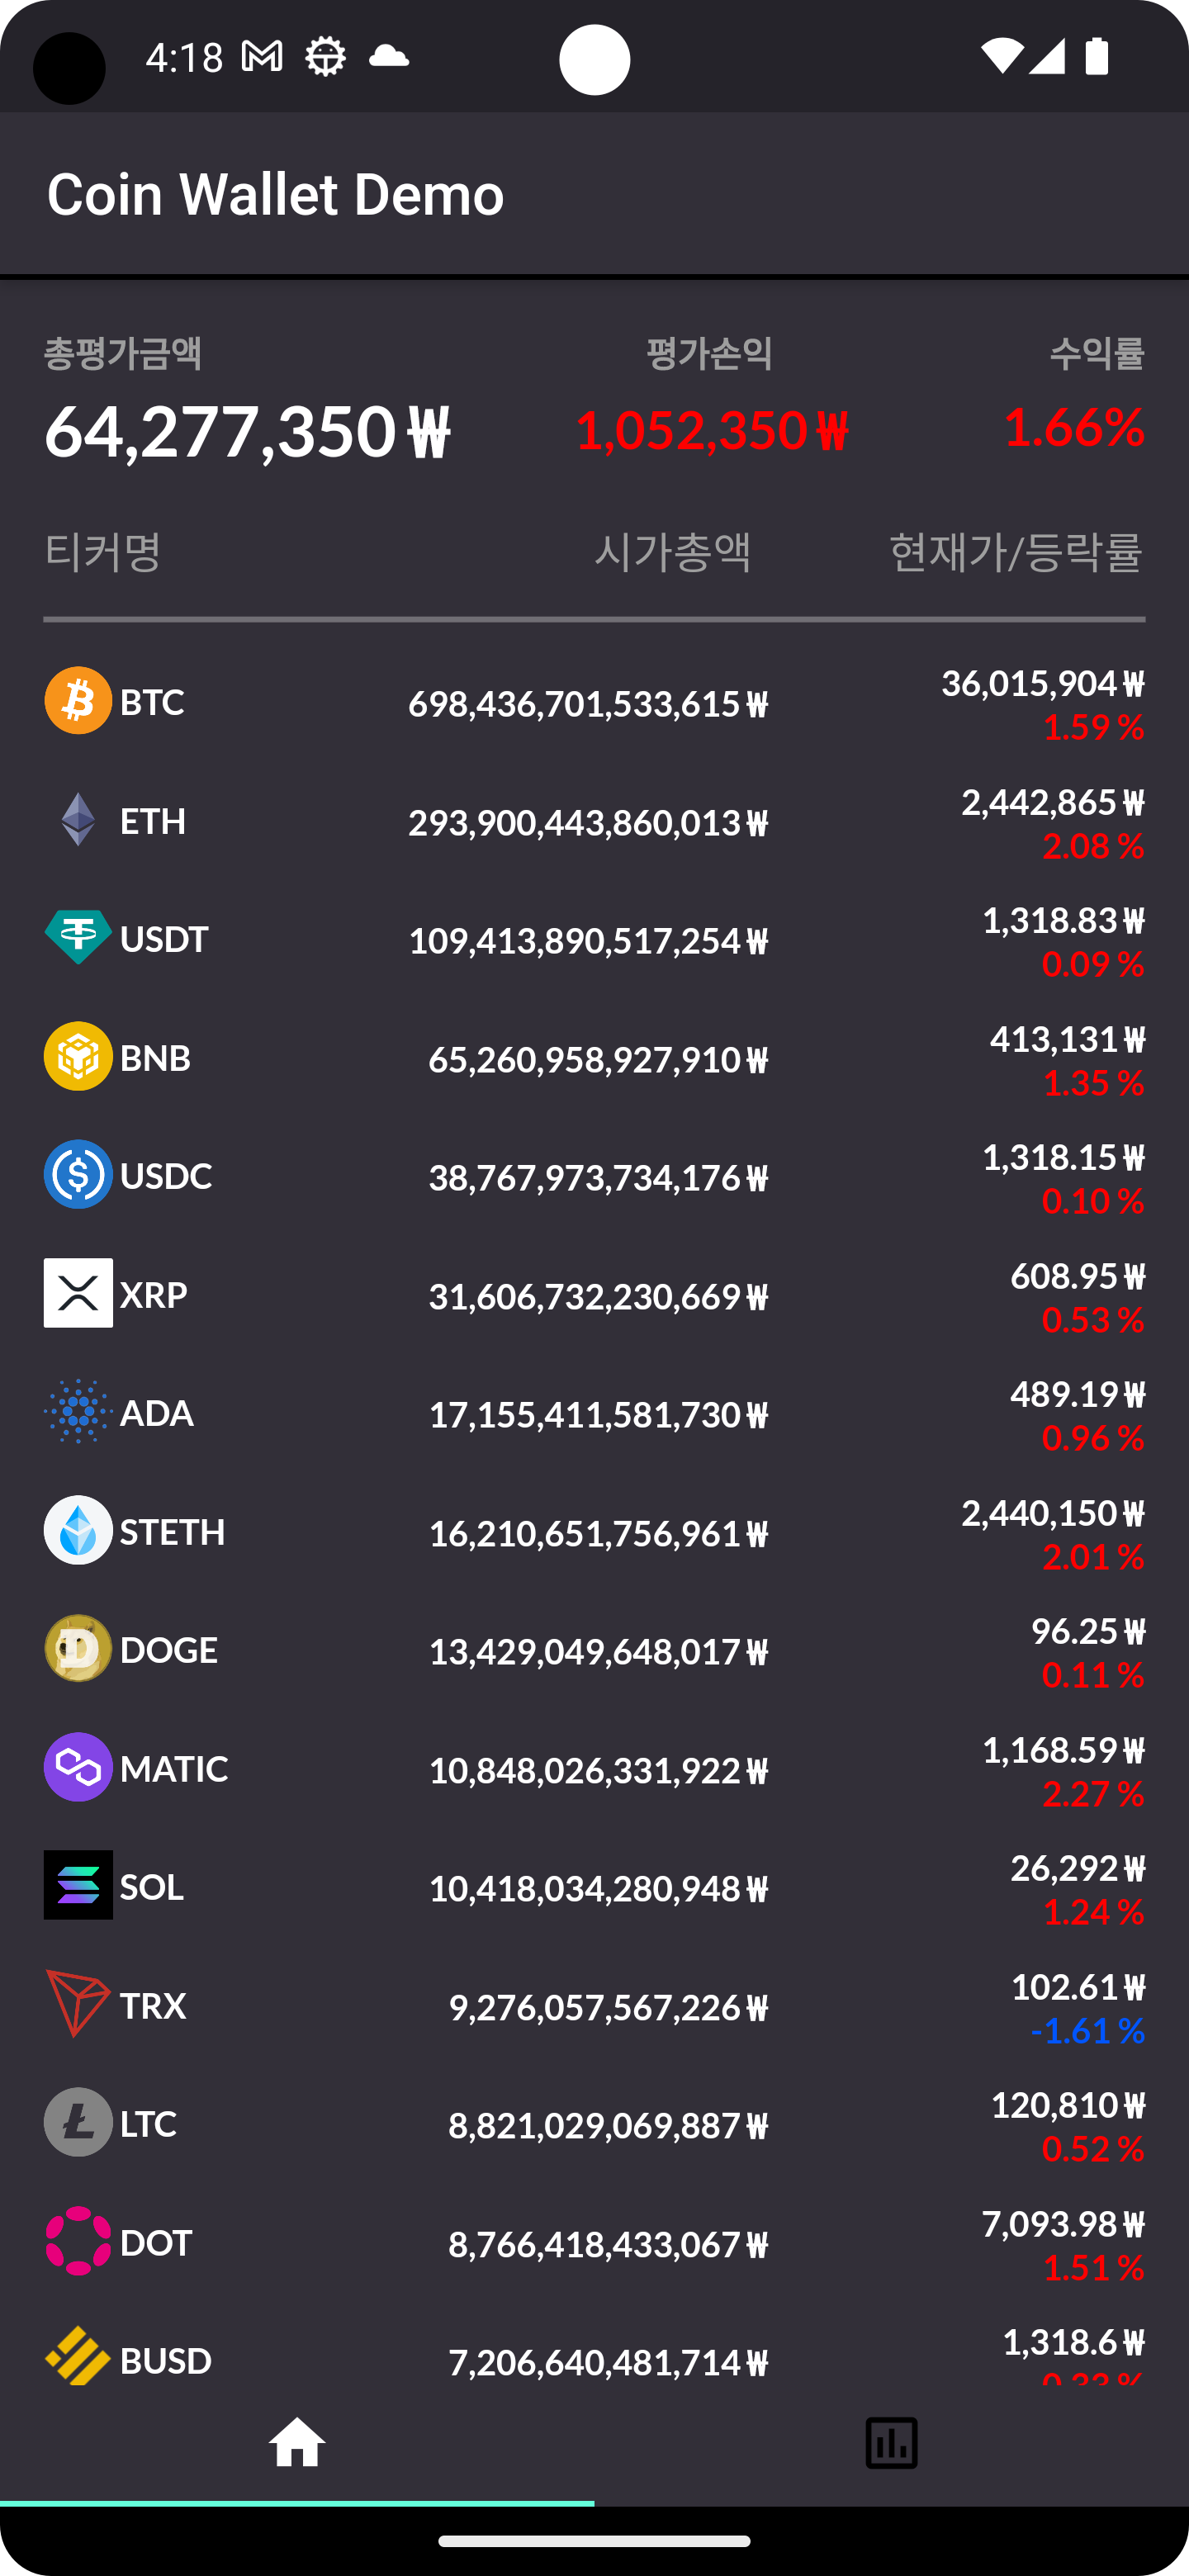 4:18
Coin Wallet Demo
총평가금액 평가손익 수익률
64,277,350₩ 1,052,350₩ 1.66%
티커명 시가총액 현재가/등락률
BTC 698,436,701,533,615₩ 36,015,904₩
1.59 %
ETH 293,900,443,860,013₩ 2,442,865₩
2.08 %
USDT 109,413,890,517,254₩ 1,318.83₩
0.09 %
BNB 65,260,958,927,910₩ 413,131₩
1.35 %
USDC 38,767,973,734,176₩ 1,318.15₩
0.10 %
XRP 31,606,732,230,669₩ 608.95₩
0.53 %
ADA 17,155,411,581,730₩ 489.19₩
0.96 %
STETH 16,210,651,756,961₩ 2,440,150₩
2.01 %
DOGE 13,429,049,648,017₩ 96.25₩
0.11 %
MATIC 10,848,026,331,922₩ 1,168.59₩
2.27 %
SOL 10,418,034,280,948₩ 26,292₩
1.24 %
TRX 9,276,057,567,226₩ 102.61₩
-1.61 %
LTC 8,821,029,069,887₩ 120,810₩
0.52 %
DOT 8,766,418,433,067₩ 7,093.98₩
1.51 %
BUSD 7,206,640,481,714₩ 1,318.6₩